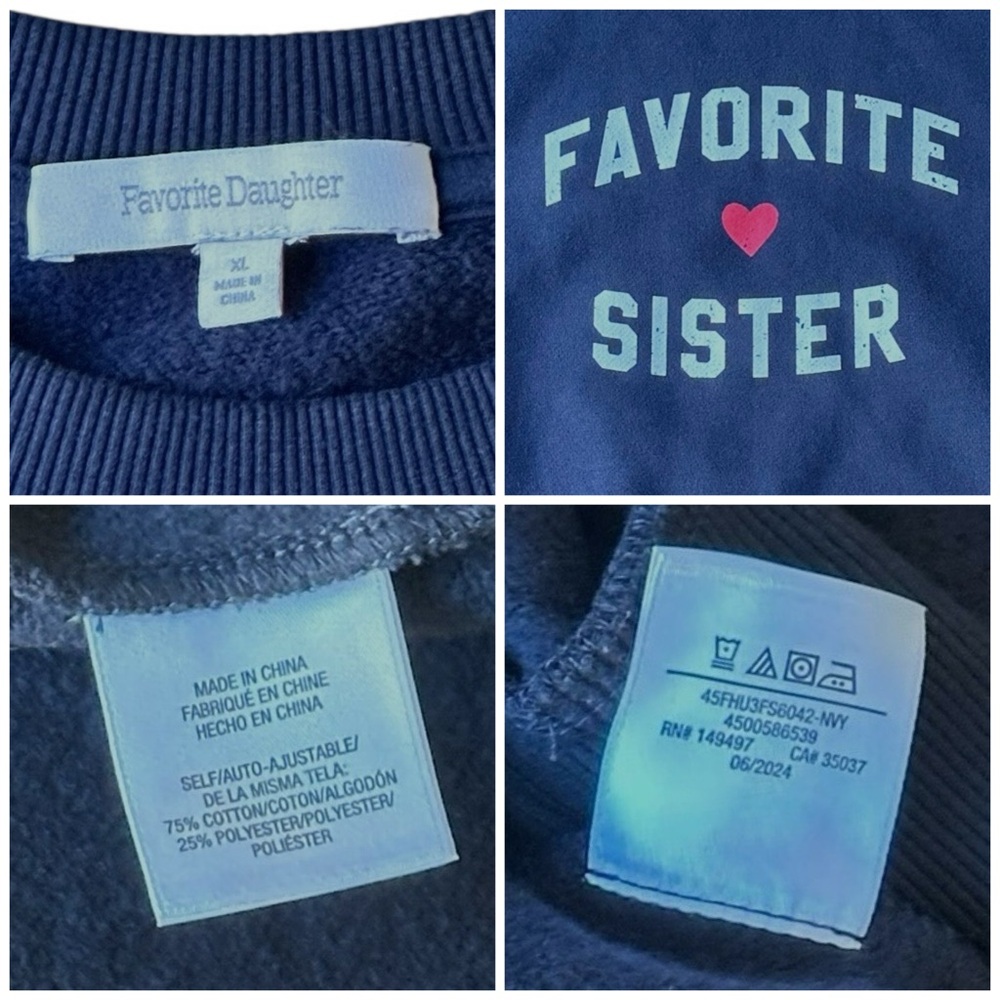 Favorite Daughter
XL
MADE IN
CHINA
FAVORITE
SISTER
MADE IN CHINA
FABRIQUÉ EN CHINE
HECHO EN CHINA
SELF/AUTO-AJUSTABLE/
DE LA MISMA TELA:
75% COTTON/COTON/ALGODÓN
25% POLYESTER/POLYESTER/
POLIÉSTER
45FHU3FS6042-NVY
4500586539
RN# 149497 CA# 35037
06/2024